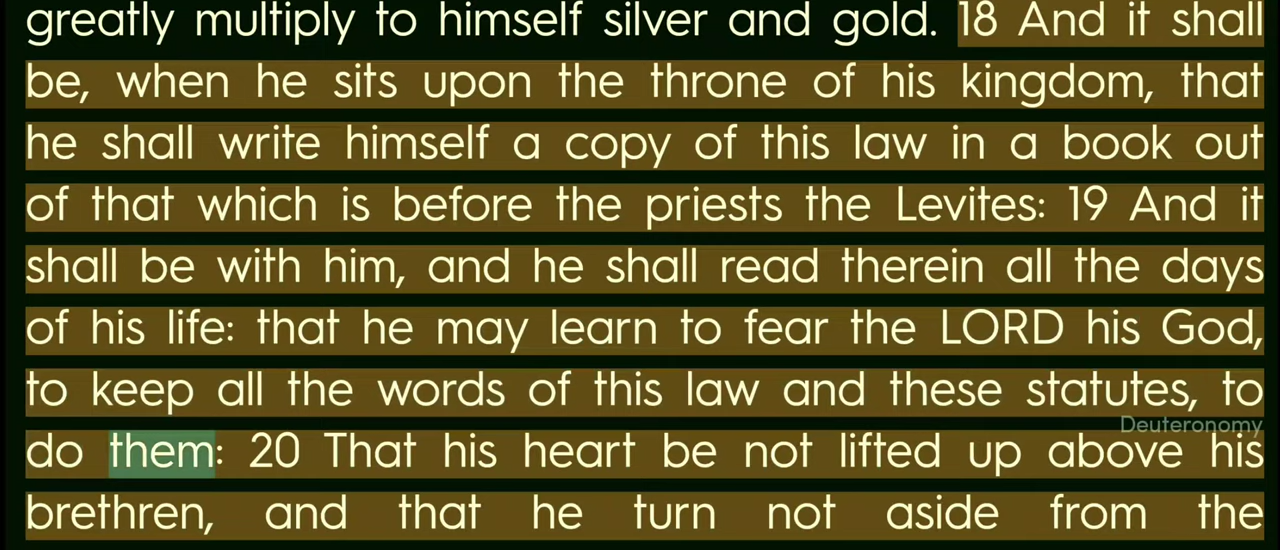 greatly multiply to himself silver and gold. 18 And it shall
be, when he sits upon the throne of his kingdom, that
he shall write himself a copy of this law in a book out
of that which is before the priests the Levites: 19 And it
shall be with him, and he shall read therein all the days
of his life: that he may learn to fear the LORD his God,
to keep all the words of this law and these statutes, to
Deuteronomy
do them: 20 That his heart be not lifted up above his
brethren, and that he turn not aside from the